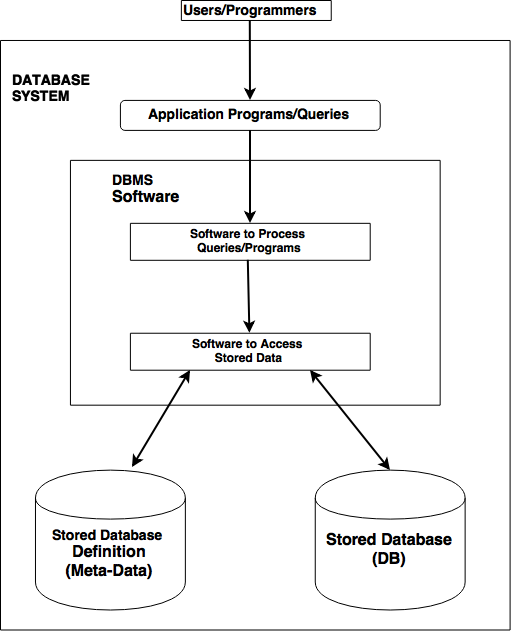 Users/Programmers
DATABASE
SYSTEM
Application Programs/Queries
DBMS
Software
Software to Process
Queries/Programs
Software to Access
Stored Data
Stored Database
Definition
(Meta-Data)
Stored Database
(DB)